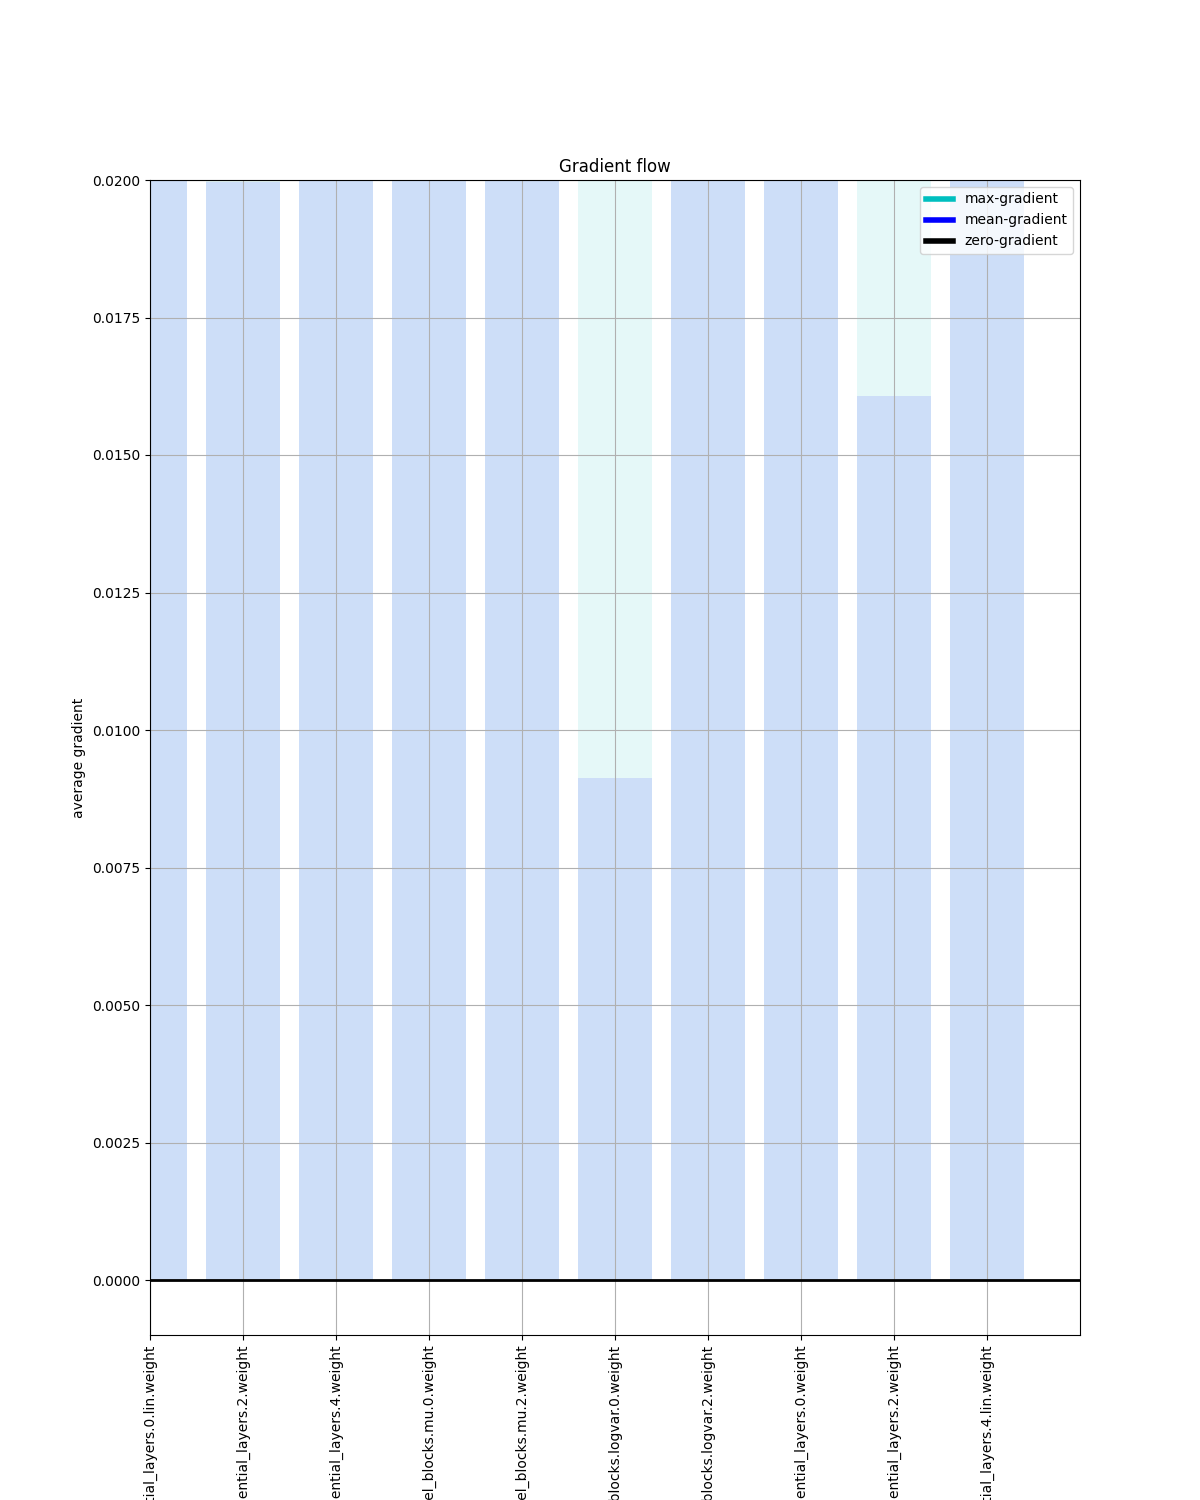 Gradient flow
max-gradient
mean-gradient
zero-gradient
0.0200
0.0175
0.0150
0.0125
0.0100
0.0075
0.0050
0.0025
0.0000
average gradient
tial_layers.0.lin.weight
ential_layers.2.weight
ential_layers.4.weight
el_blocks.mu.0.weight
el_blocks.mu.2.weight
blocks.logvar.0.weight
blocks.logvar.2.weight
ential_layers.0.weight
ential_layers.2.weight
tial_layers.4.lin.weight